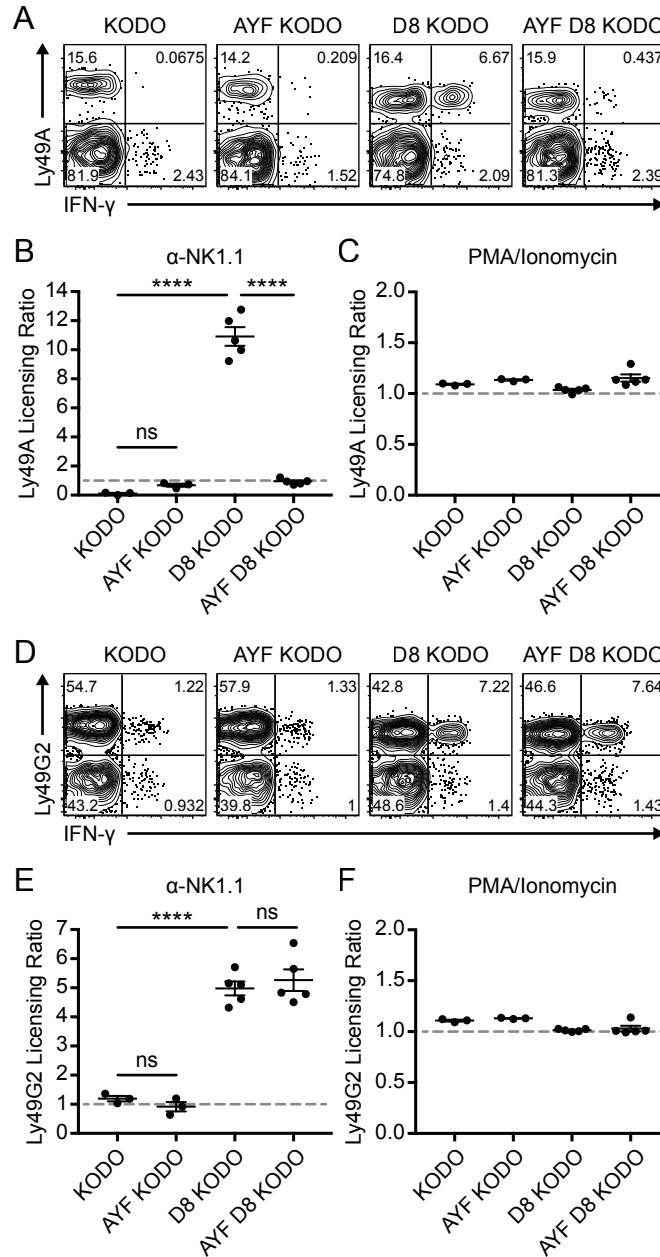 A
KODO AYF KODO D8 KODO AYF D8 KODO
15.6 0.0675 14.2 0.209 16.4 6.67 15.9 0.437
81.9 2.43 84.1 1.52 74.8 2.09 81.3 2.39
Ly49A
IFN-γ
B
α-NK1.1
Ly49A Licensing Ratio
14
12
10
8
6
4
2
0
**** ****
ns
KODO
AYF KODO
D8 KODO
AYF D8 KODO
C
PMA/Ionomycin
Ly49A Licensing Ratio
2.0
1.5
1.0
0.5
0.0
KODO
AYF KODO
D8 KODO
AYF D8 KODO
D
KODO AYF KODO D8 KODO AYF D8 KODO
54.7 1.22 57.9 1.33 42.8 7.22 46.6 7.64
43.2 0.932 39.8 1 48.6 1.4 44.3 1.43
Ly49G2
IFN-γ
E
α-NK1.1
Ly49G2 Licensing Ratio
7
6
5
4
3
2
1
0
**** ns
ns
KODO
AYF KODO
D8 KODO
AYF D8 KODO
F
PMA/Ionomycin
Ly49G2 Licensing Ratio
2.0
1.5
1.0
0.5
0.0
KODO
AYF KODO
D8 KODO
AYF D8 KODO